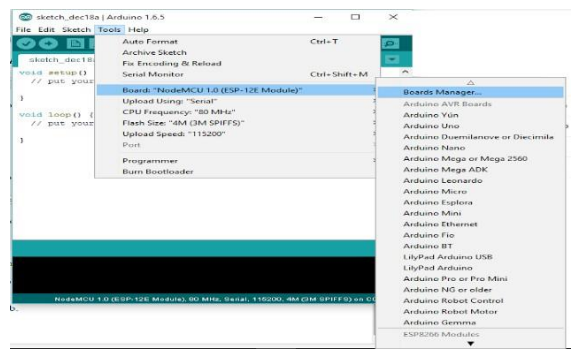 sketch_dec18a | Arduino 1.6.5
File Edit Sketch Tools Help
sketch_dec18a
void setup()
// put your
}
void loop() {
// put your
}
Auto Format Ctrl+T
Archive Sketch
Fix Encoding & Reload
Serial Monitor Ctrl+Shift+M
Board: "NodeMCU 1.0 (ESP-12E Module)"
Upload Using: "Serial"
CPU Frequency: "80 MHz"
Flash Size: "4M (3M SPIFFS)"
Upload Speed: "115200"
Port
Programmer
Burn Bootloader
Boards Manager...
Arduino AVR Boards
Arduino Yún
Arduino Uno
Arduino Duemilanove or Diecimila
Arduino Nano
Arduino Mega or Mega 2560
Arduino Mega ADK
Arduino Leonardo
Arduino Micro
Arduino Esplora
Arduino Mini
Arduino Ethernet
Arduino Fio
Arduino BT
LilyPad Arduino USB
LilyPad Arduino
Arduino Pro or Pro Mini
Arduino NG or older
Arduino Robot Control
Arduino Robot Motor
Arduino Gemma
ESP8266 Modules
NodeMCU 1.0 (ESP-12E Module), 80 MHz, Serial, 115200, 4M (3M SPIFFS) on CO
b.